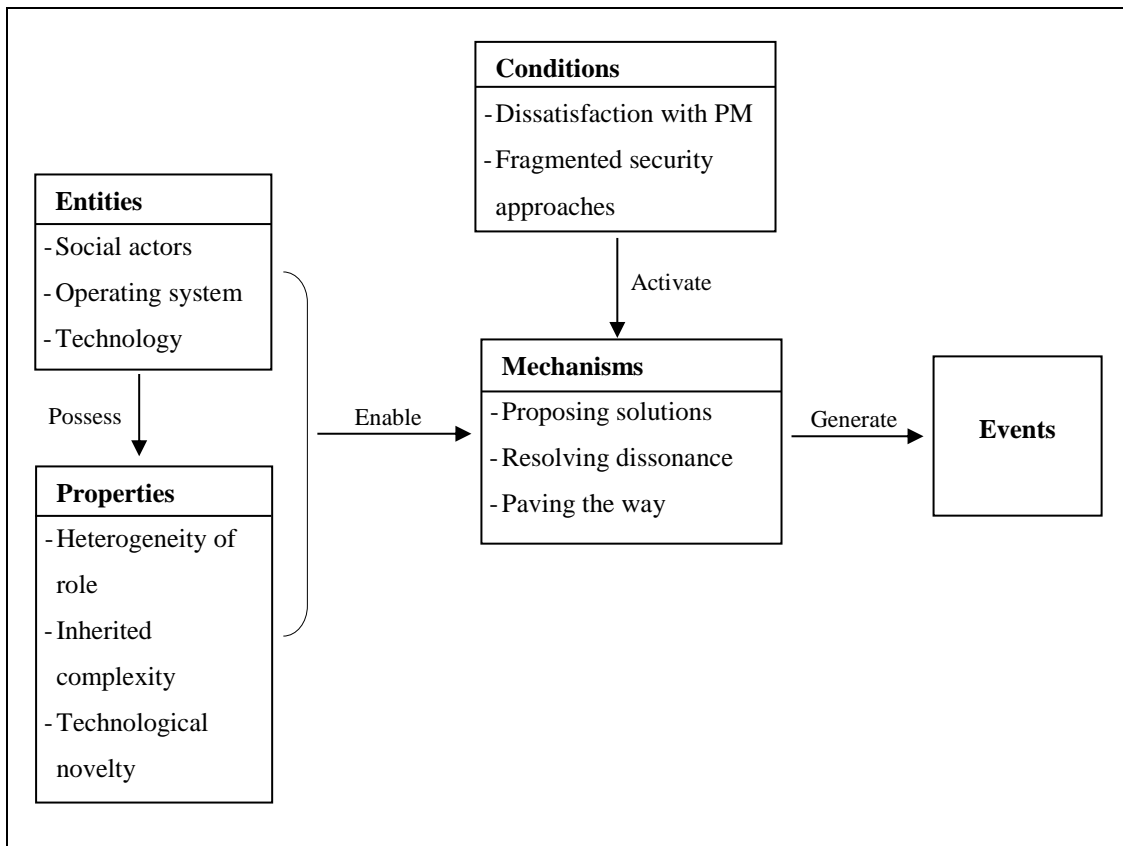 Conditions
-Dissatisfaction with PM
-Fragmented security
approaches
Entities
-Social actors
-Operating system
-Technology
Activate
Possess
Enable
Mechanisms
-Proposing solutions
-Resolving dissonance
-Paving the way
Generate
Events
Properties
-Heterogeneity of
role
-Inherited
complexity
-Technological
novelty